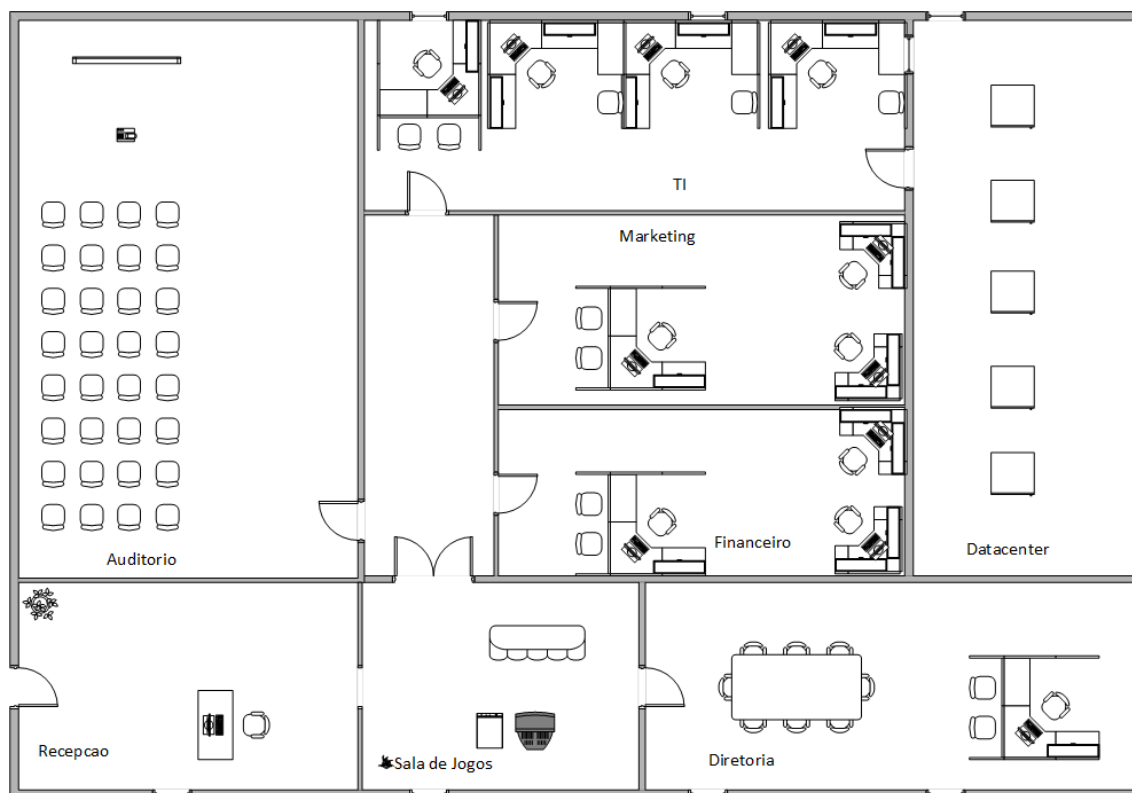 TI
Marketing
Auditorio
Financeiro
Datacenter
Recepcao
Sala de Jogos
Diretoria